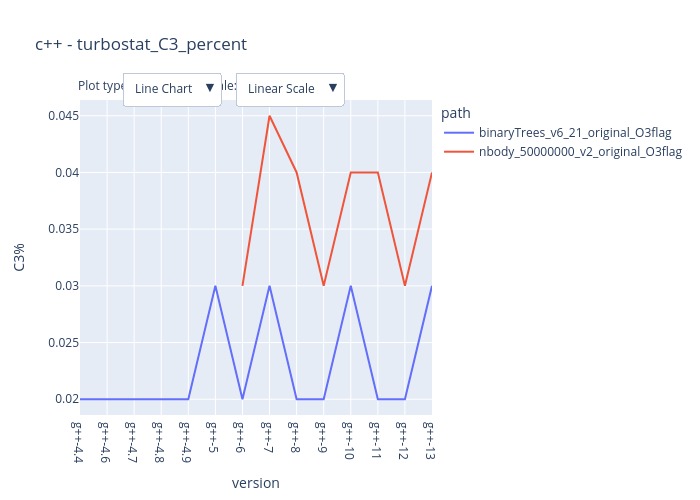 c++ - turbostat_C3_percent
Plot type
Line Chart ▼
ale:
Linear Scale ▼
path
binaryTrees_v6_21_original_O3flag
nbody_50000000_v2_original_O3flag
C3%
0.045
0.04
0.035
0.03
0.025
0.02
g++-4.4
g++-4.6
g++-4.7
g++-4.8
g++-4.9
g++-5
g++-6
g++-7
g++-8
g++-9
g++-10
g++-11
g++-12
g++-13
version